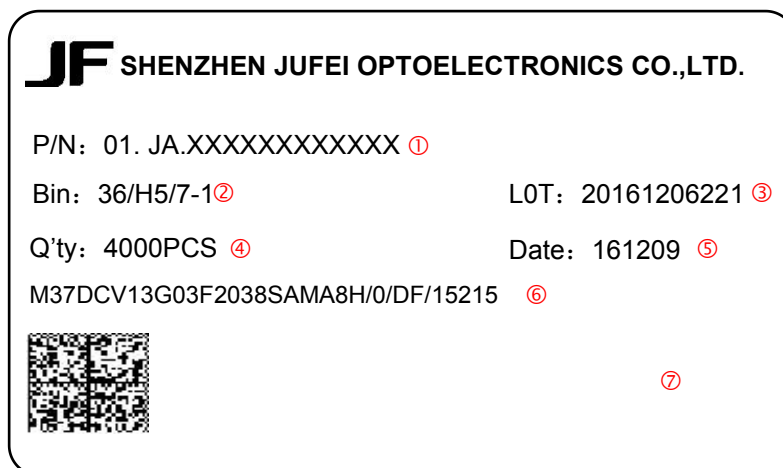 JF SHENZHEN JUFEI OPTOELECTRONICS CO.,LTD.
P/N：01. JA.XXXXXXXXXXXX ①
Bin：36/H5/7-1② L0T：20161206221 ③
Q'ty：4000PCS ④ Date：161209 ⑤
M37DCV13G03F2038SAMA8H/0/DF/15215 ⑥
⑦